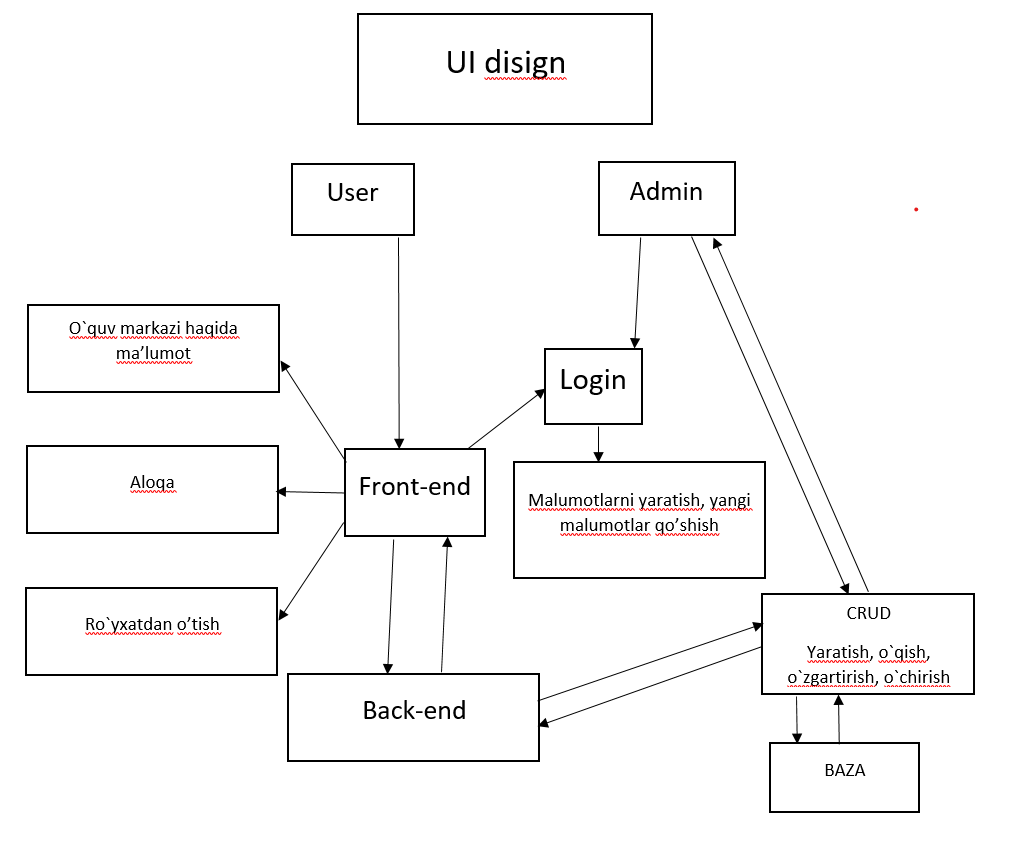 UI disign
User
Admin
O`quv markazi haqida
ma’lumot
Login
Aloqa
Front-end
Malumotlarni yaratish, yangi
malumotlar qo’shish
Ro`yxatdan o’tish
CRUD
Yaratish, o`qish,
o`zgartirish, o`chirish
Back-end
BAZA